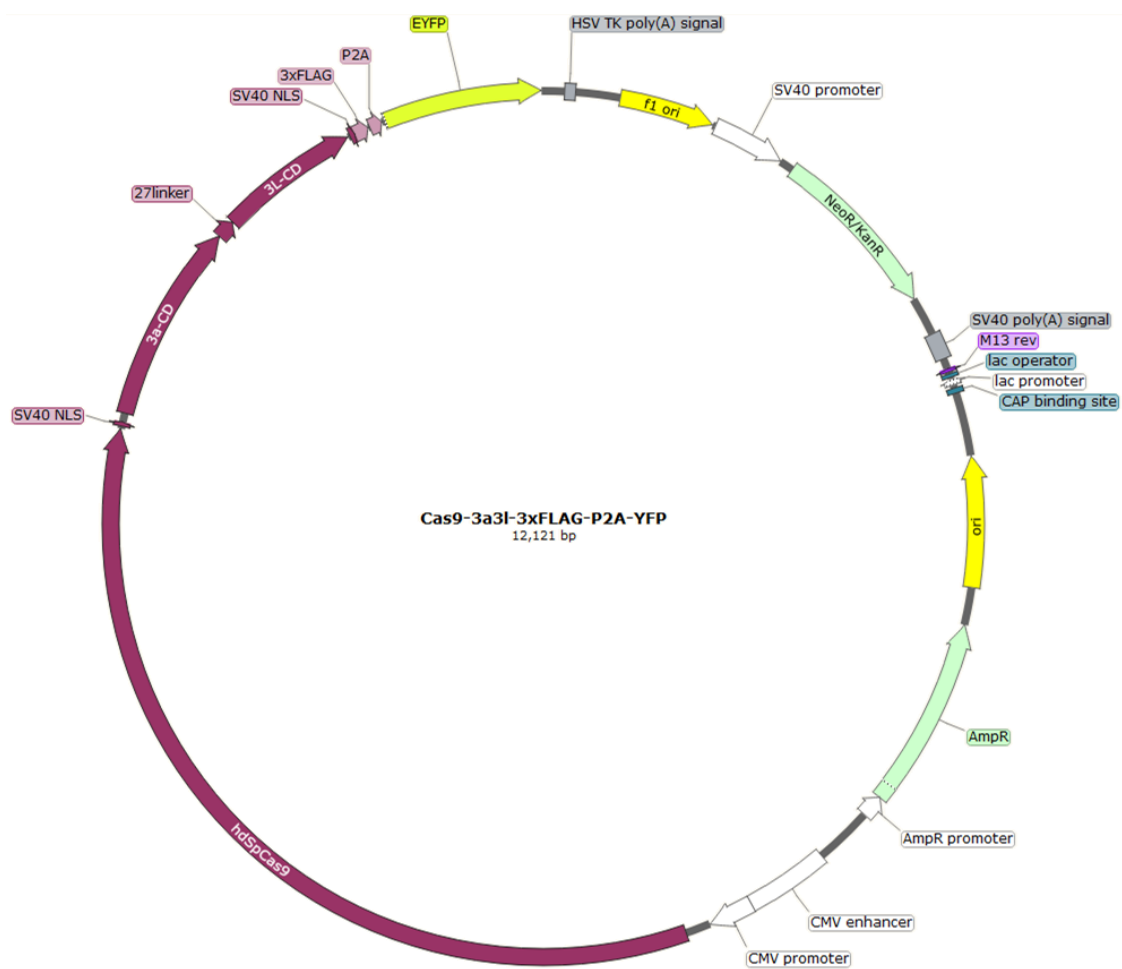 EYFP
HSV TK poly(A) signal
P2A
3xFLAG
SV40 NLS
SV40 promoter
f1 ori
3L-CD
27linker
NeoR/KanR
3a-CD
SV40 poly(A) signal
M13 rev
lac operator
lac promoter
CAP binding site
SV40 NLS
Cas9-3a3l-3xFLAG-P2A-YFP
12,121 bp
ori
AmpR
AmpR promoter
hdSpCas9
CMV enhancer
CMV promoter